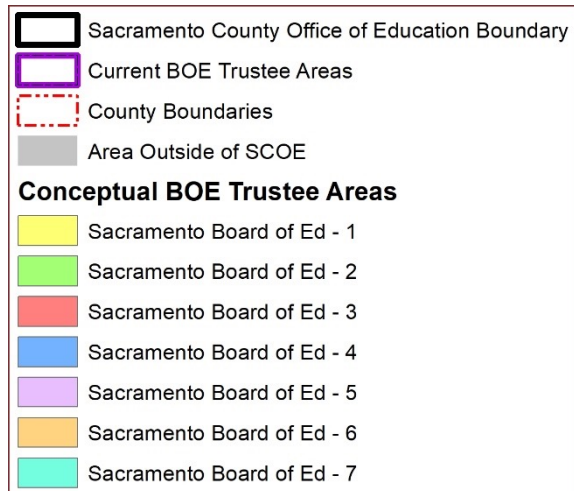 Sacramento County Office of Education Boundary
Current BOE Trustee Areas
County Boundaries
Area Outside of SCOE
Conceptual BOE Trustee Areas
Sacramento Board of Ed - 1
Sacramento Board of Ed - 2
Sacramento Board of Ed - 3
Sacramento Board of Ed - 4
Sacramento Board of Ed - 5
Sacramento Board of Ed - 6
Sacramento Board of Ed - 7